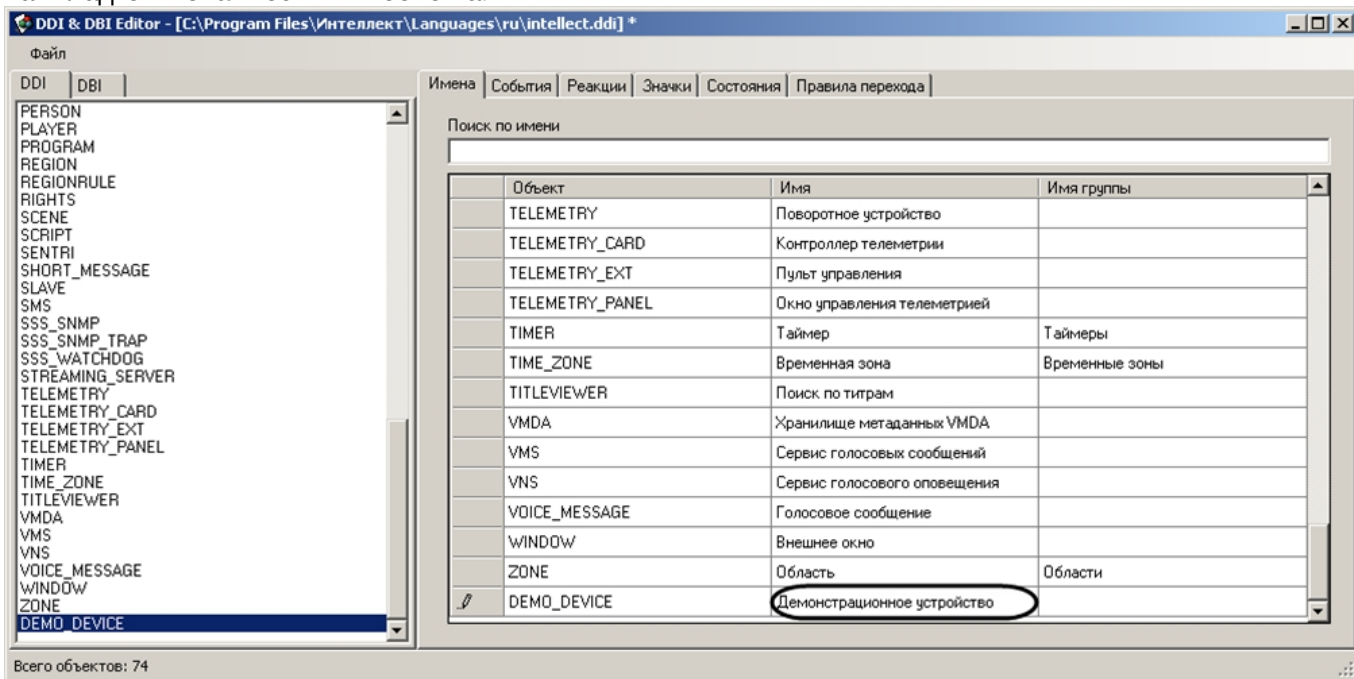 DDI & DBI Editor - [C:\Program Files\Интеллект\Languages\ru\intellect.ddi] *
Файл
DDI DBI
PERSON
PLAYER
PROGRAM
REGION
REGIONRULE
RIGHTS
SCENE
SCRIPT
SENTRI
SHORT_MESSAGE
SLAVE
SMS
SSS_SNMP
SSS_SNMP_TRAP
SSS_WATCHDOG
STREAMING_SERVER
TELEMETRY
TELEMETRY_CARD
TELEMETRY_EXT
TELEMETRY_PANEL
TIMER
TIME_ZONE
TITLEVIEWER
VMDA
VMS
VNS
VOICE_MESSAGE
WINDOW
ZONE
DEMO_DEVICE
Имена События Реакции Значки Состояния Правила перехода
Поиск по имени
Объект Имя Имя группы
TELEMETRY Поворотное устройство
TELEMETRY_CARD Контроллер телеметрии
TELEMETRY_EXT Пульт управления
TELEMETRY_PANEL Окно управления телеметрией
TIMER Таймер Таймеры
TIME_ZONE Временная зона Временные зоны
TITLEVIEWER Поиск по титрам
VMDA Хранилище метаданных VMDA
VMS Сервис голосовых сообщений
VNS Сервис голосового оповещения
VOICE_MESSAGE Голосовое сообщение
WINDOW Внешнее окно
ZONE Область Области
DEMO_DEVICE Демонстрационное устройство
Всего объектов: 74